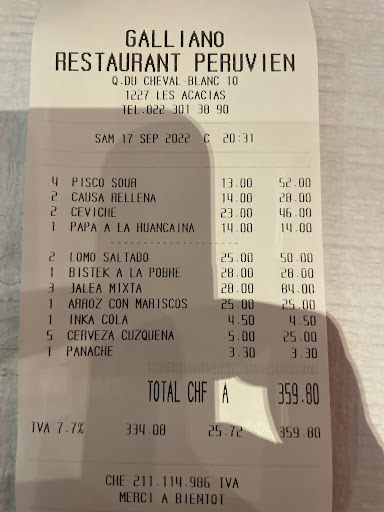 GALLIANO
RESTAURANT PERUVIEN
Q.DU CHEVAL-BLANC 10
1227 LES ACACIAS
TEL.022 301 38 90
SAM 17 SEP 2022 C 20:31
4 PISCO SOUR 13.00 52.00
2 CAUSA RELLENA 14.00 28.00
2 CEVICHE 23.00 46.00
1 PAPA A LA HUANCAINA 14.00 14.00
2 LOMO SALTADO 25.00 50.00
1 BISTEK A LA POBRE 28.00 28.00
3 JALEA MIXTA 28.00 84.00
1 ARROZ CON MARISCOS 25.00 25.00
1 INKA COLA 4.50 4.50
5 CERVEZA CUZQUENA 5.00 25.00
1 PANACHE 3.30 3.30
TOTAL CHF A 359.80
TVA 7.7% 334.08 25.72 359.80
CHE 211.114.986 TVA
MERCI A BIENTOT